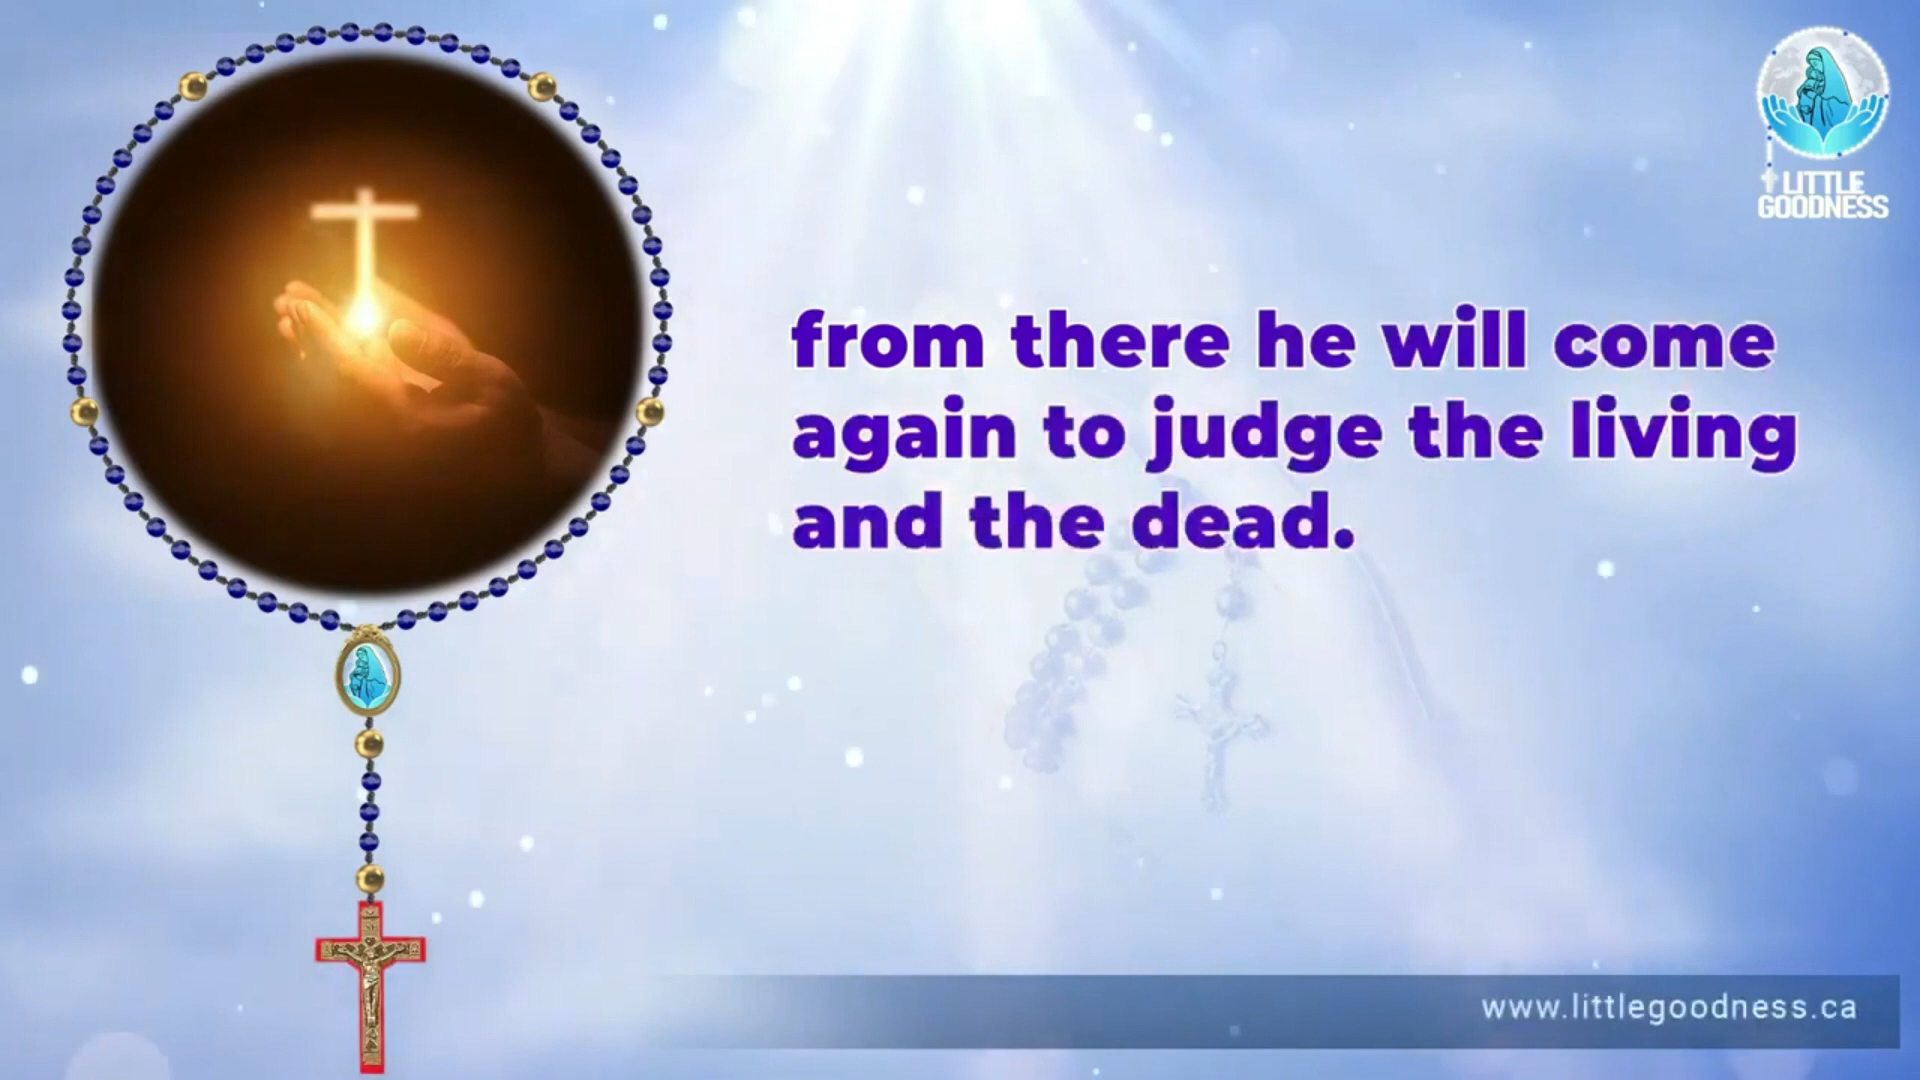 LITTLE
GOODNESS
from there he will come
again to judge the living
and the dead.
www.littlegoodness.ca